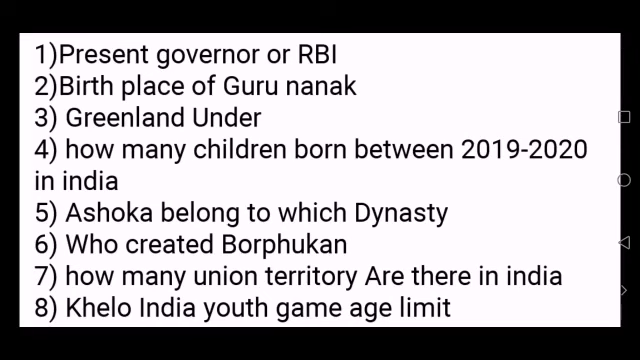 1)Present governor or RBI
2)Birth place of Guru nanak
3) Greenland Under
4) how many children born between 2019-2020
in india
5) Ashoka belong to which Dynasty
6) Who created Borphukan
7) how many union territory Are there in india
8) Khelo India youth game age limit